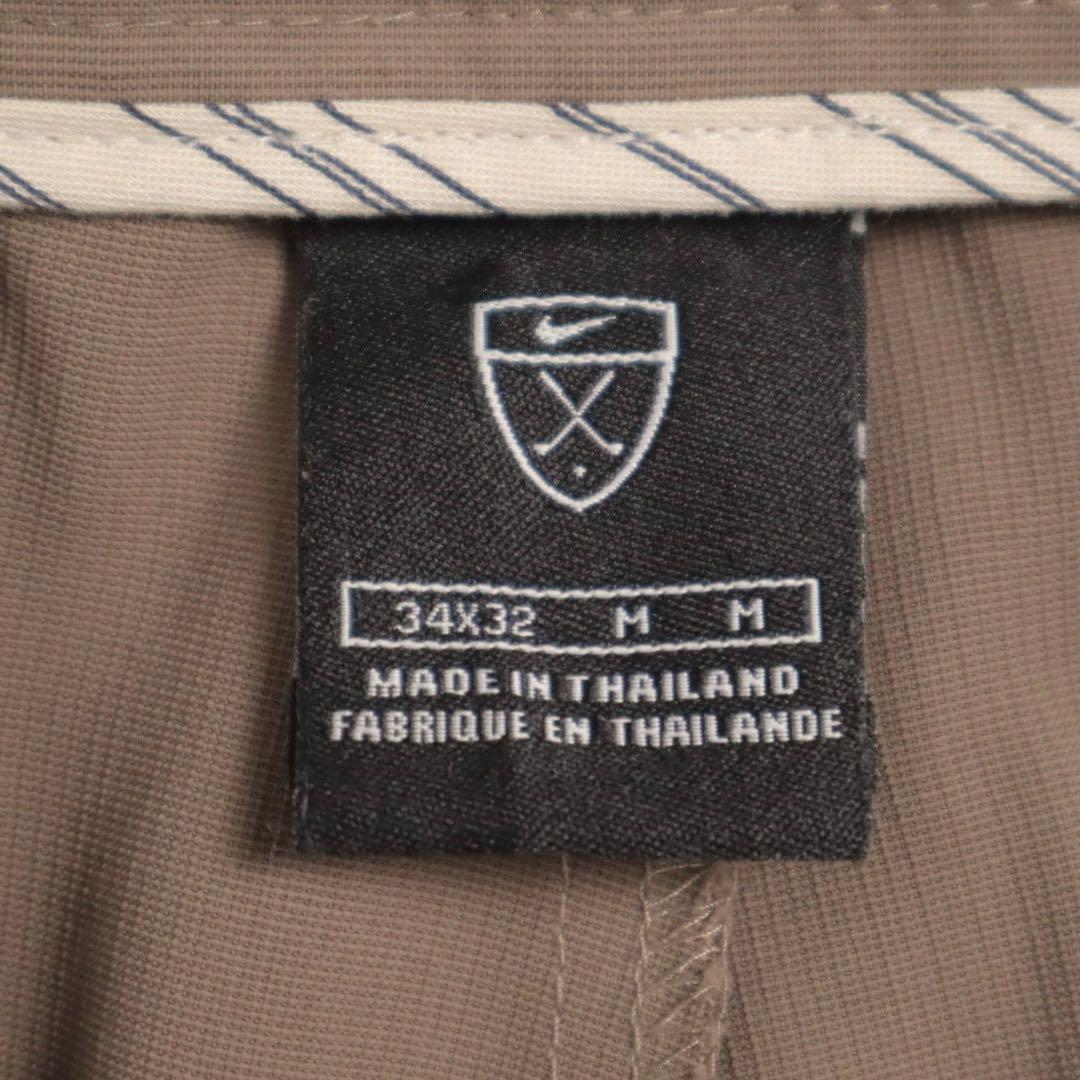 34X32 M M
MADE IN THAILAND
FABRIQUE EN THAILANDE